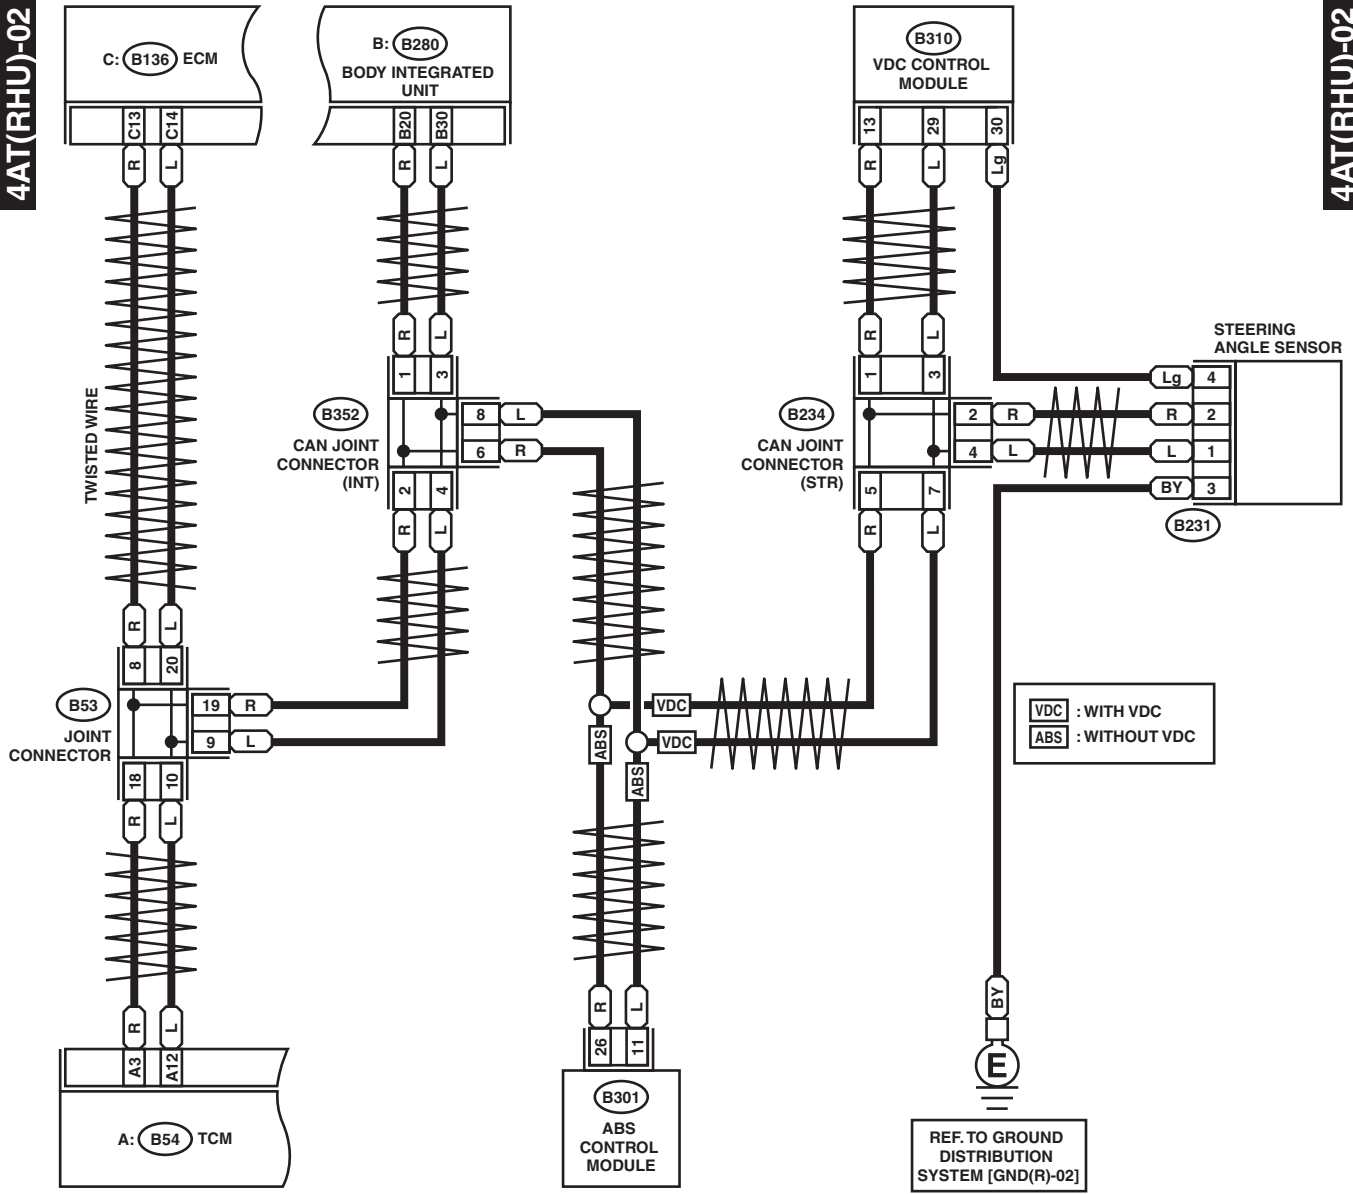 4AT(RHU)-02
4AT(RHU)-02
C: B136 ECM
C13 C14
R L
B: B280
BODY INTEGRATED
UNIT
B20 B30
R L
B310
VDC CONTROL
MODULE
13 29 30
R L Lg
TWISTED WIRE
R L
1 3
B352
CAN JOINT
CONNECTOR
(INT)
8 L
6 R
2 4
R L
R L
1 3
B234
CAN JOINT
CONNECTOR
(STR)
2 R
4 L
5 7
R L
STEERING
ANGLE SENSOR
Lg 4
R 2
L 1
BY 3
B231
R L
8 20
B53
JOINT
CONNECTOR
19 R
9 L
18 10
R L
VDC
VDC
ABS
ABS
VDC : WITH VDC
ABS : WITHOUT VDC
R L
A3 A12
A: B54 TCM
R L
26 11
B301
ABS
CONTROL
MODULE
BY
E
REF. TO GROUND
DISTRIBUTION
SYSTEM [GND(R)-02]